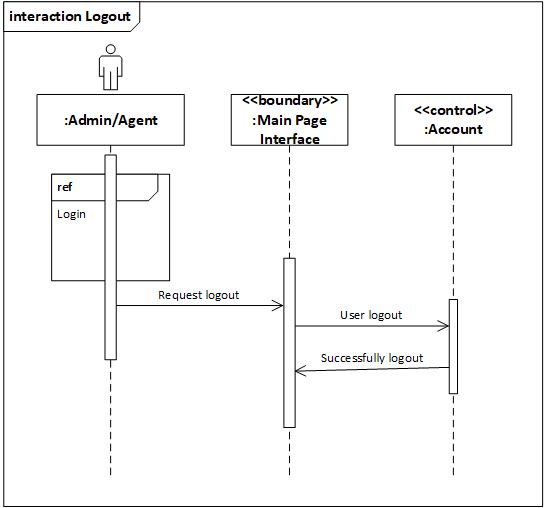 interaction Logout
:Admin/Agent
<<boundary>>
:Main Page
Interface
<<control>>
:Account
ref
Login
Request logout
User logout
Successfully logout